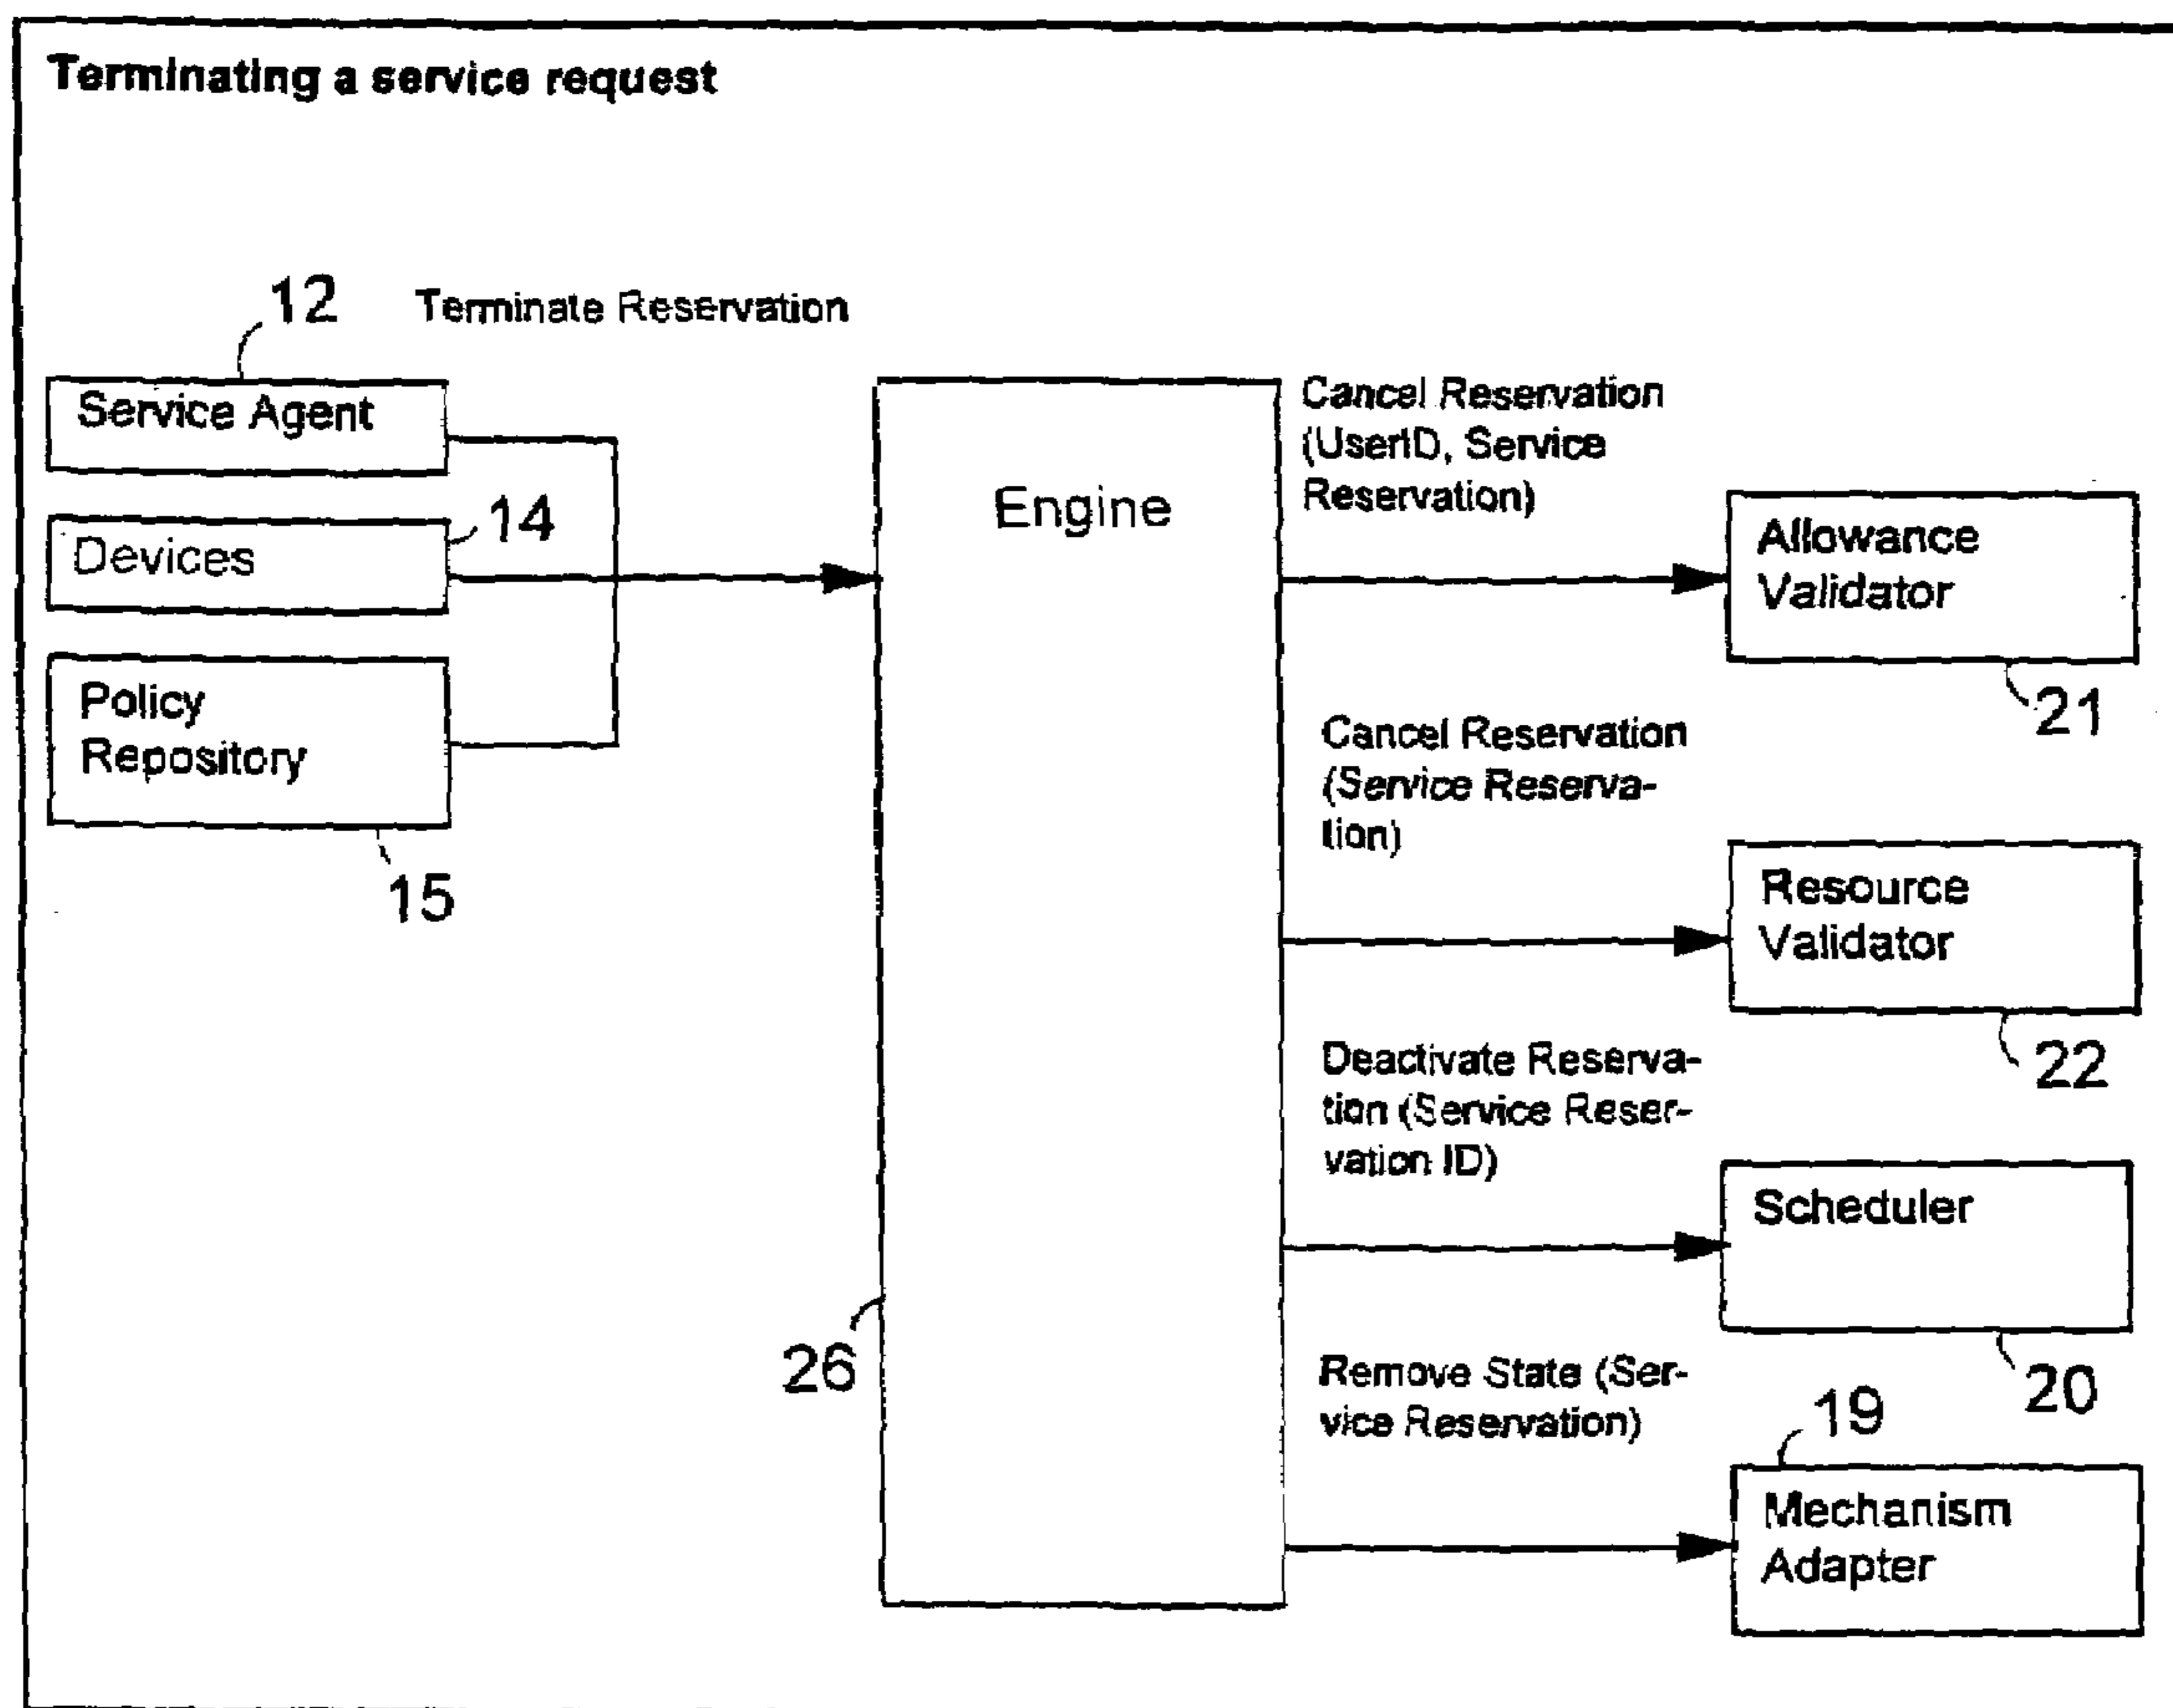 Terminating a service request
12
Terminate Reservation
Service Agent
14
Devices
Policy
Repository
15
Engine
26
Cancel Reservation
(UserID, Service
Reservation)
Allowance
Validator
21
Cancel Reservation
(Service Reserva-
tion)
Resource
Validator
22
Deactivate Reserva-
tion (Service Reser-
vation ID)
Scheduler
20
Remove State (Ser-
vice Reservation)
19
Mechanism
Adapter